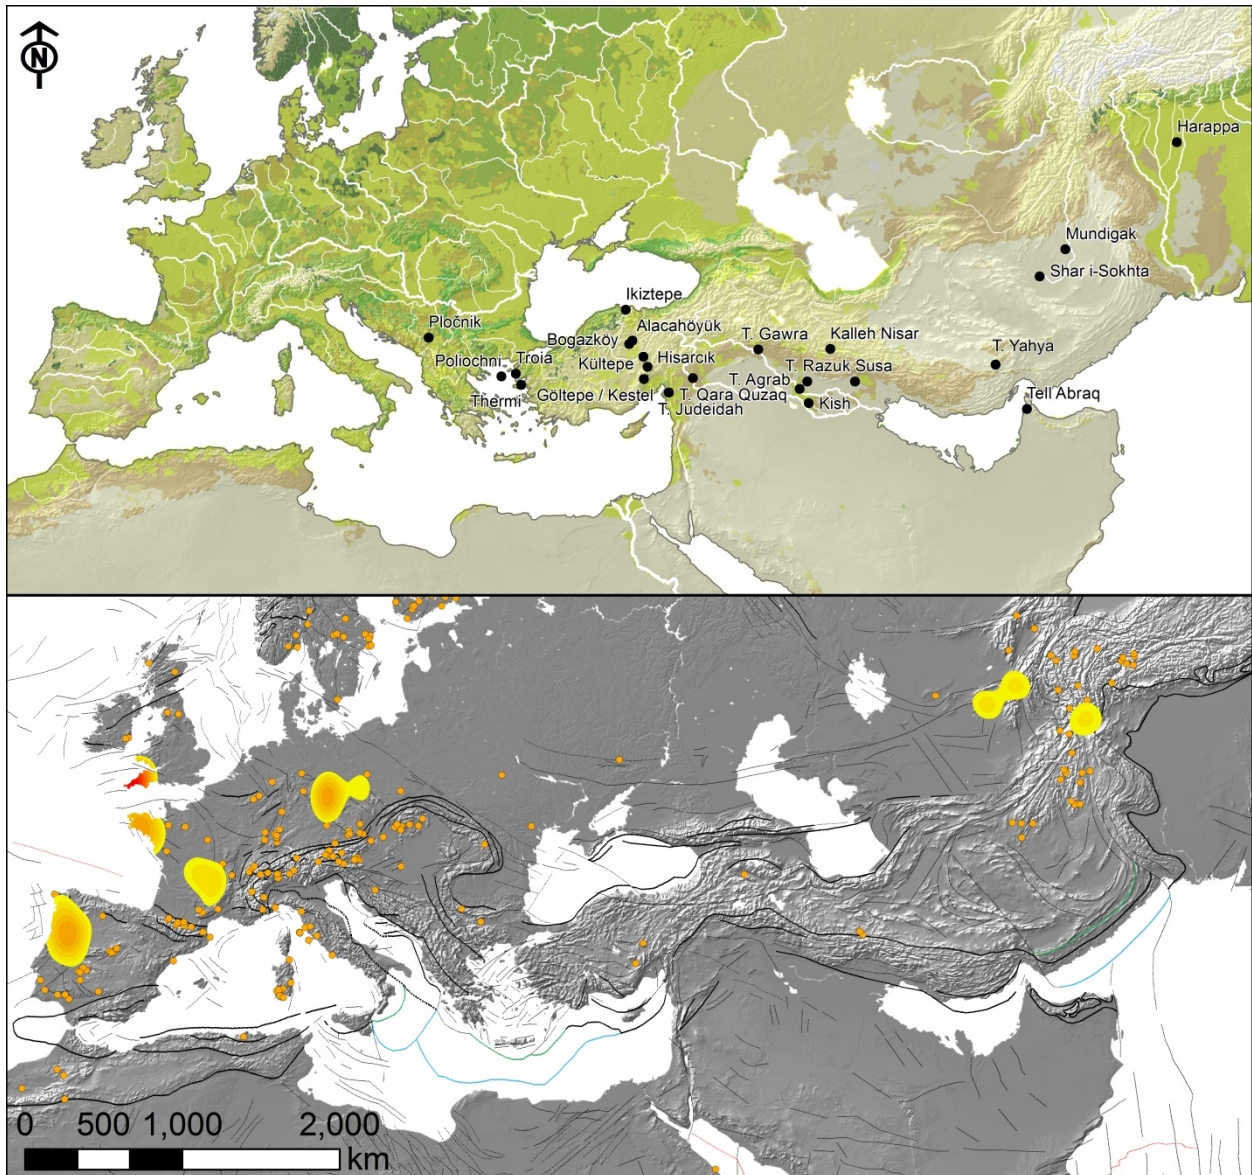 N
Harappa
Mundigak
Shar i-Sokhta
Ikiztepe
Pločnik
Alacahöyük
Bogazköy
T. Gawra
Kalleh Nisar
Poliochni
Troia
Kültepe
Hisarcık
T. Razuk
Susa
T. Yahya
T. Agrab
Thermi
Göltepe / Kestel
T. Qara Quzaq
Kish
Tell Abraq
T. Judeidah
0 500 1,000 2,000
km